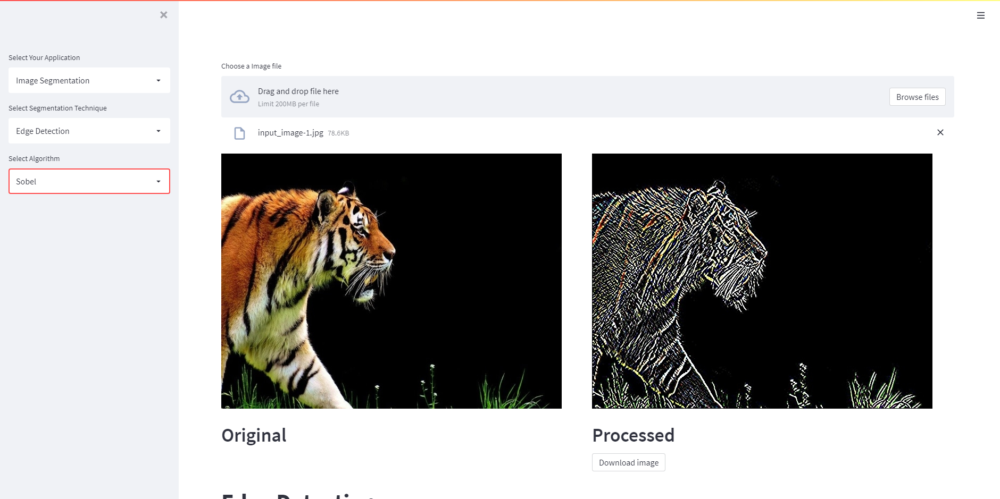 Select Your Application
Image Segmentation
Select Segmentation Technique
Edge Detection
Select Algorithm
Sobel
Choose a Image file
Drag and drop file here
Limit 200MB per file
Browse files
input_image-1.jpg 78.6KB
Original
Processed
Download image